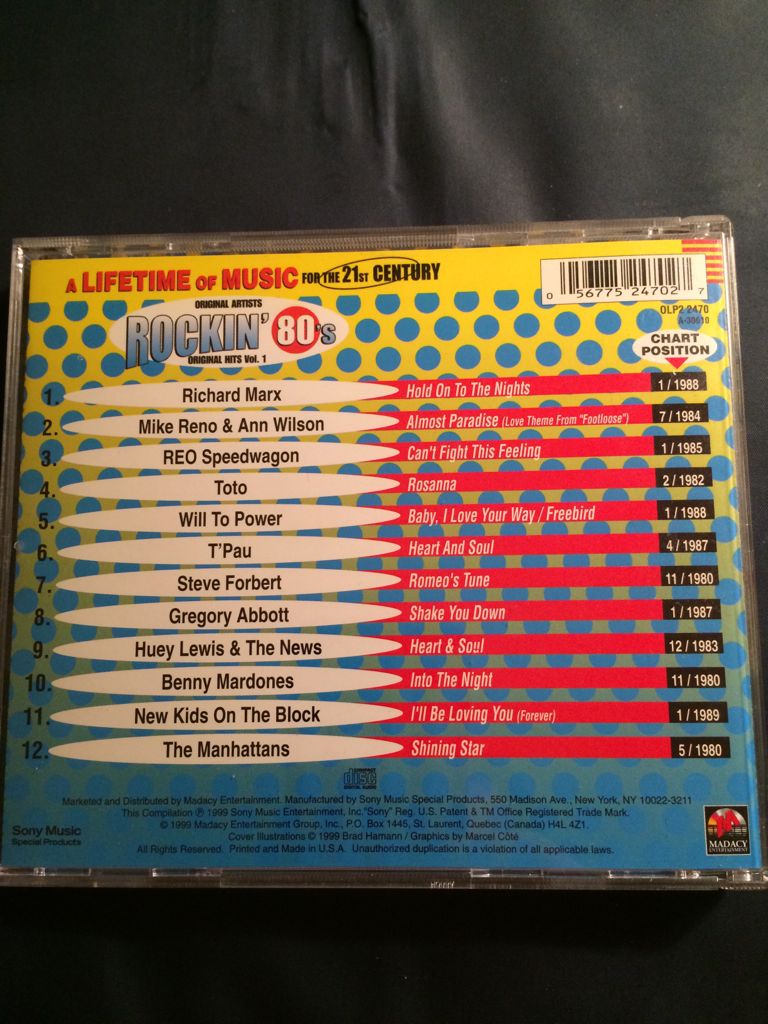 A LIFETIME OF MUSIC FOR THE 21ST CENTURY
0 56775 24702 7
OLP2 2470
A-30610
ORIGINAL ARTISTS
ROCKIN' 80's
ORIGINAL HITS Vol. 1
CHART
POSITION
1. Richard Marx Hold On To The Nights 1 / 1988
2. Mike Reno & Ann Wilson Almost Paradise (Love Theme From "Footloose") 7 / 1984
3. REO Speedwagon Can't Fight This Feeling 1 / 1985
4. Toto Rosanna 2 / 1982
5. Will To Power Baby, I Love Your Way / Freebird 1 / 1988
6. T'Pau Heart And Soul 4 / 1987
7. Steve Forbert Romeo's Tune 11 / 1980
8. Gregory Abbott Shake You Down 1 / 1987
9. Huey Lewis & The News Heart & Soul 12 / 1983
10. Benny Mardones Into The Night 11 / 1980
11. New Kids On The Block I'll Be Loving You (Forever) 1 / 1989
12. The Manhattans Shining Star 5 / 1980
COMPACT
disc
DIGITAL AUDIO
Marketed and Distributed by Madacy Entertainment. Manufactured by Sony Music Special Products, 550 Madison Ave., New York, NY 10022-3211
This Compilation ℗ 1999 Sony Music Entertainment, Inc."Sony" Reg. U.S. Patent & TM Office Registered Trade Mark.
© 1999 Madacy Entertainment Group, Inc., P.O. Box 1445, St. Laurent, Quebec (Canada) H4L 4Z1.
Cover Illustrations © 1999 Brad Hamann / Graphics by Marcel Côté
All Rights Reserved. Printed and Made in U.S.A. Unauthorized duplication is a violation of all applicable laws.
Sony Music
Special Products
MADACY
ENTERTAINMENT